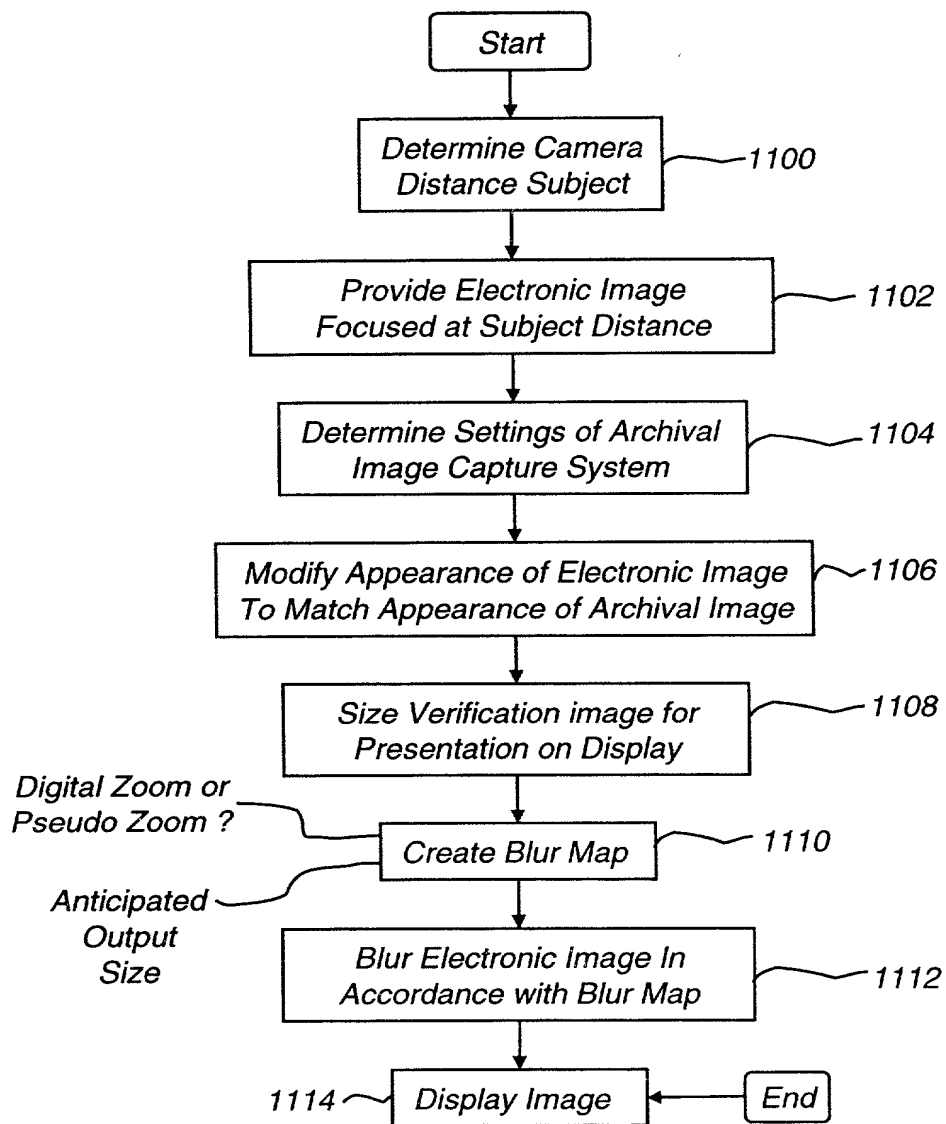 Start
Determine Camera
Distance Subject
1100
Provide Electronic Image
Focused at Subject Distance
1102
Determine Settings of Archival
Image Capture System
1104
Modify Appearance of Electronic Image
To Match Appearance of Archival Image
1106
Size Verification image for
Presentation on Display
1108
Digital Zoom or
Pseudo Zoom ?
Create Blur Map
1110
Anticipated
Output
Size
Blur Electronic Image In
Accordance with Blur Map
1112
1114
Display Image
End